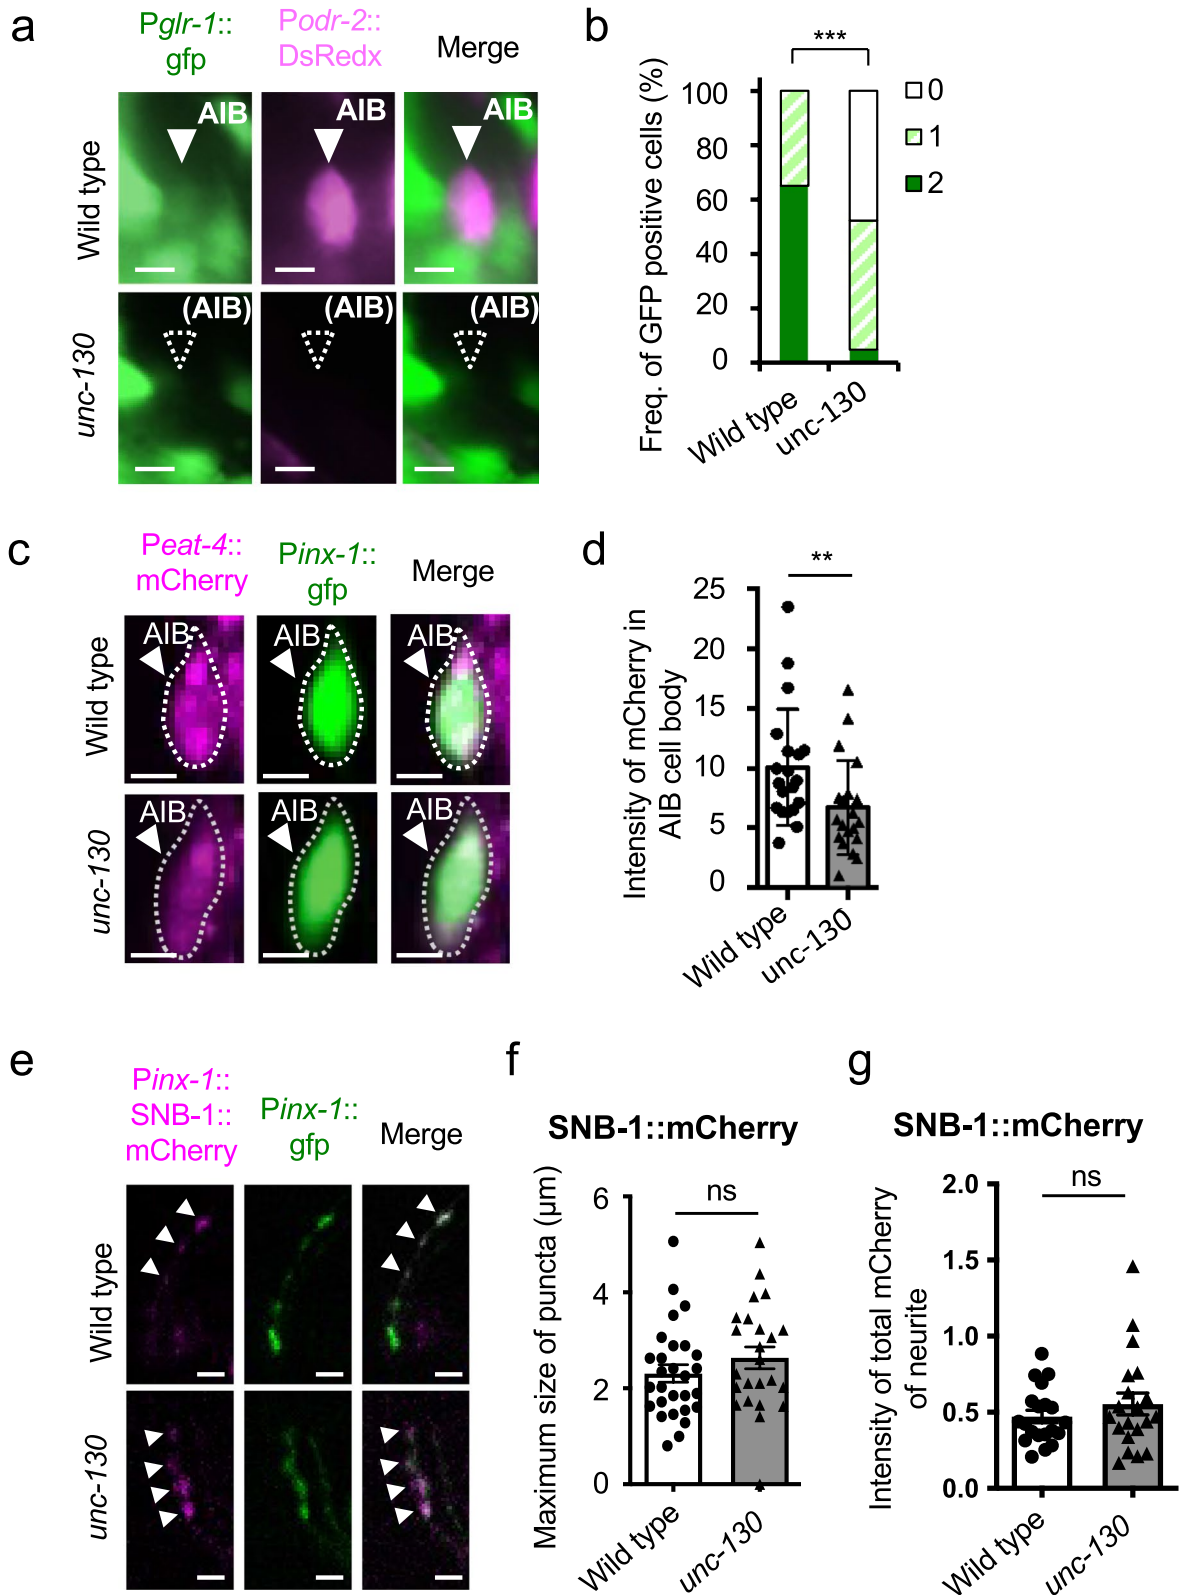 a
Pglr-1::
gfp
Podr-2::
DsRedx
Merge
Wild type
AIB
AIB
AIB
unc-130
(AIB)
(AIB)
(AIB)
b
***
Freq. of GFP positive cells (%)
100
80
60
40
20
0
Wild type
unc-130
0
1
2
c
Peat-4::
mCherry
Pinx-1::
gfp
Merge
Wild type
AIB
AIB
AIB
unc-130
AIB
AIB
AIB
d
**
Intensity of mCherry in
AIB cell body
25
20
15
10
5
0
Wild type
unc-130
e
Pinx-1::
SNB-1::
mCherry
Pinx-1::
gfp
Merge
Wild type
unc-130
f
SNB-1::mCherry
ns
Maximum size of puncta (μm)
6
4
2
0
Wild type
unc-130
g
SNB-1::mCherry
ns
Intensity of total mCherry
of neurite
2.0
1.5
1.0
0.5
0.0
Wild type
unc-130